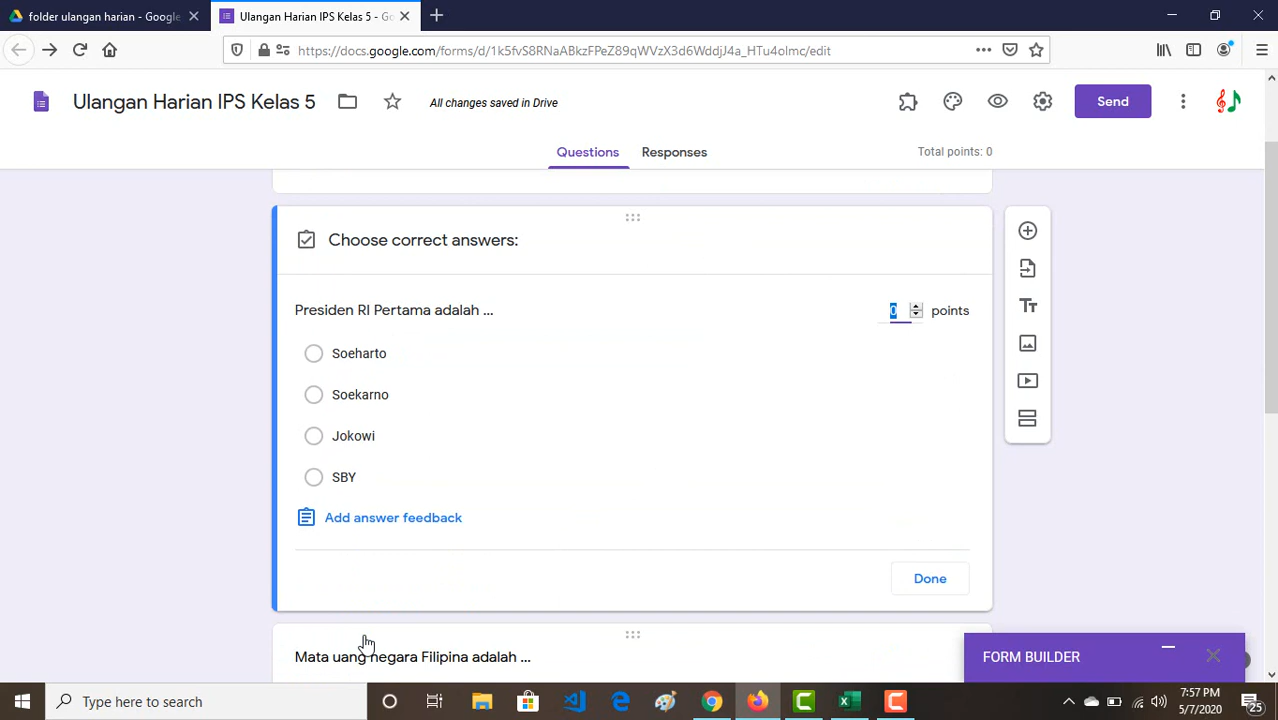 folder ulangan harian - Google
Ulangan Harian IPS Kelas 5 - Go
https://docs.google.com/forms/d/1k5fvS8RNaABkzFPeZ89qWVzX3d6WddjJ4a_HTu4olmc/edit
Ulangan Harian IPS Kelas 5
All changes saved in Drive
Send
Questions
Responses
Total points: 0
Choose correct answers:
Presiden RI Pertama adalah ...
0 points
Soeharto
Soekarno
Jokowi
SBY
Add answer feedback
Done
Mata uang negara Filipina adalah ...
FORM BUILDER
Type here to search
7:57 PM
5/7/2020
25